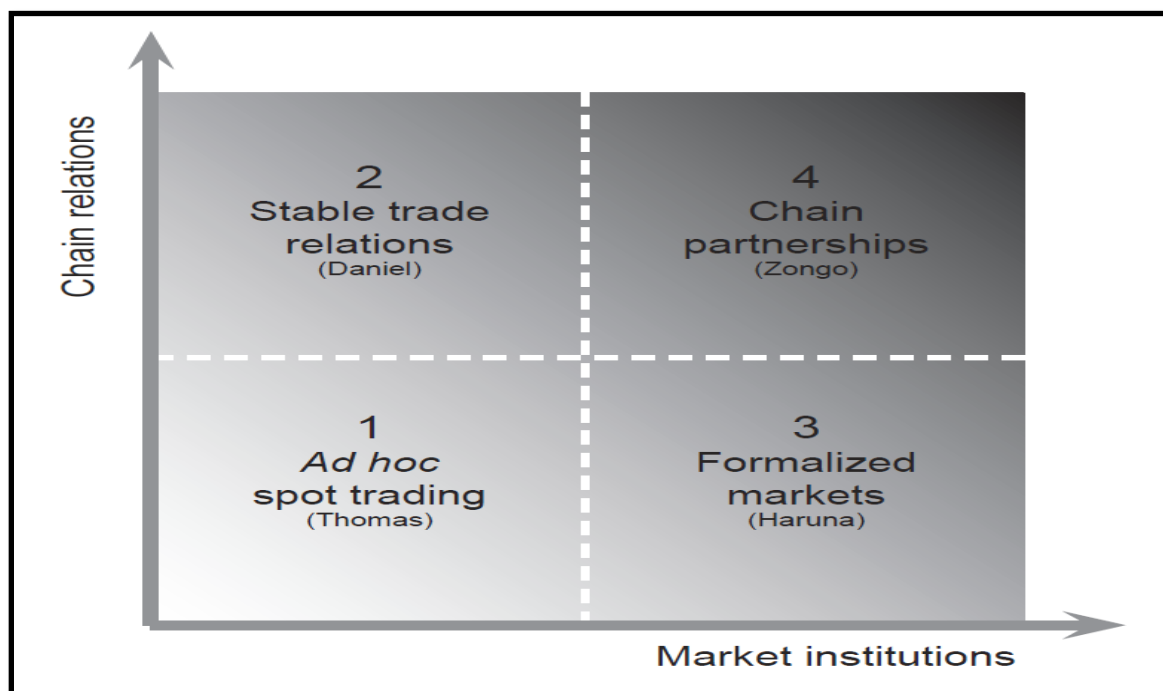 Chain relations
2
Stable trade
relations
(Daniel)
4
Chain
partnerships
(Zongo)
1
Ad hoc
spot trading
(Thomas)
3
Formalized
markets
(Haruna)
Market institutions